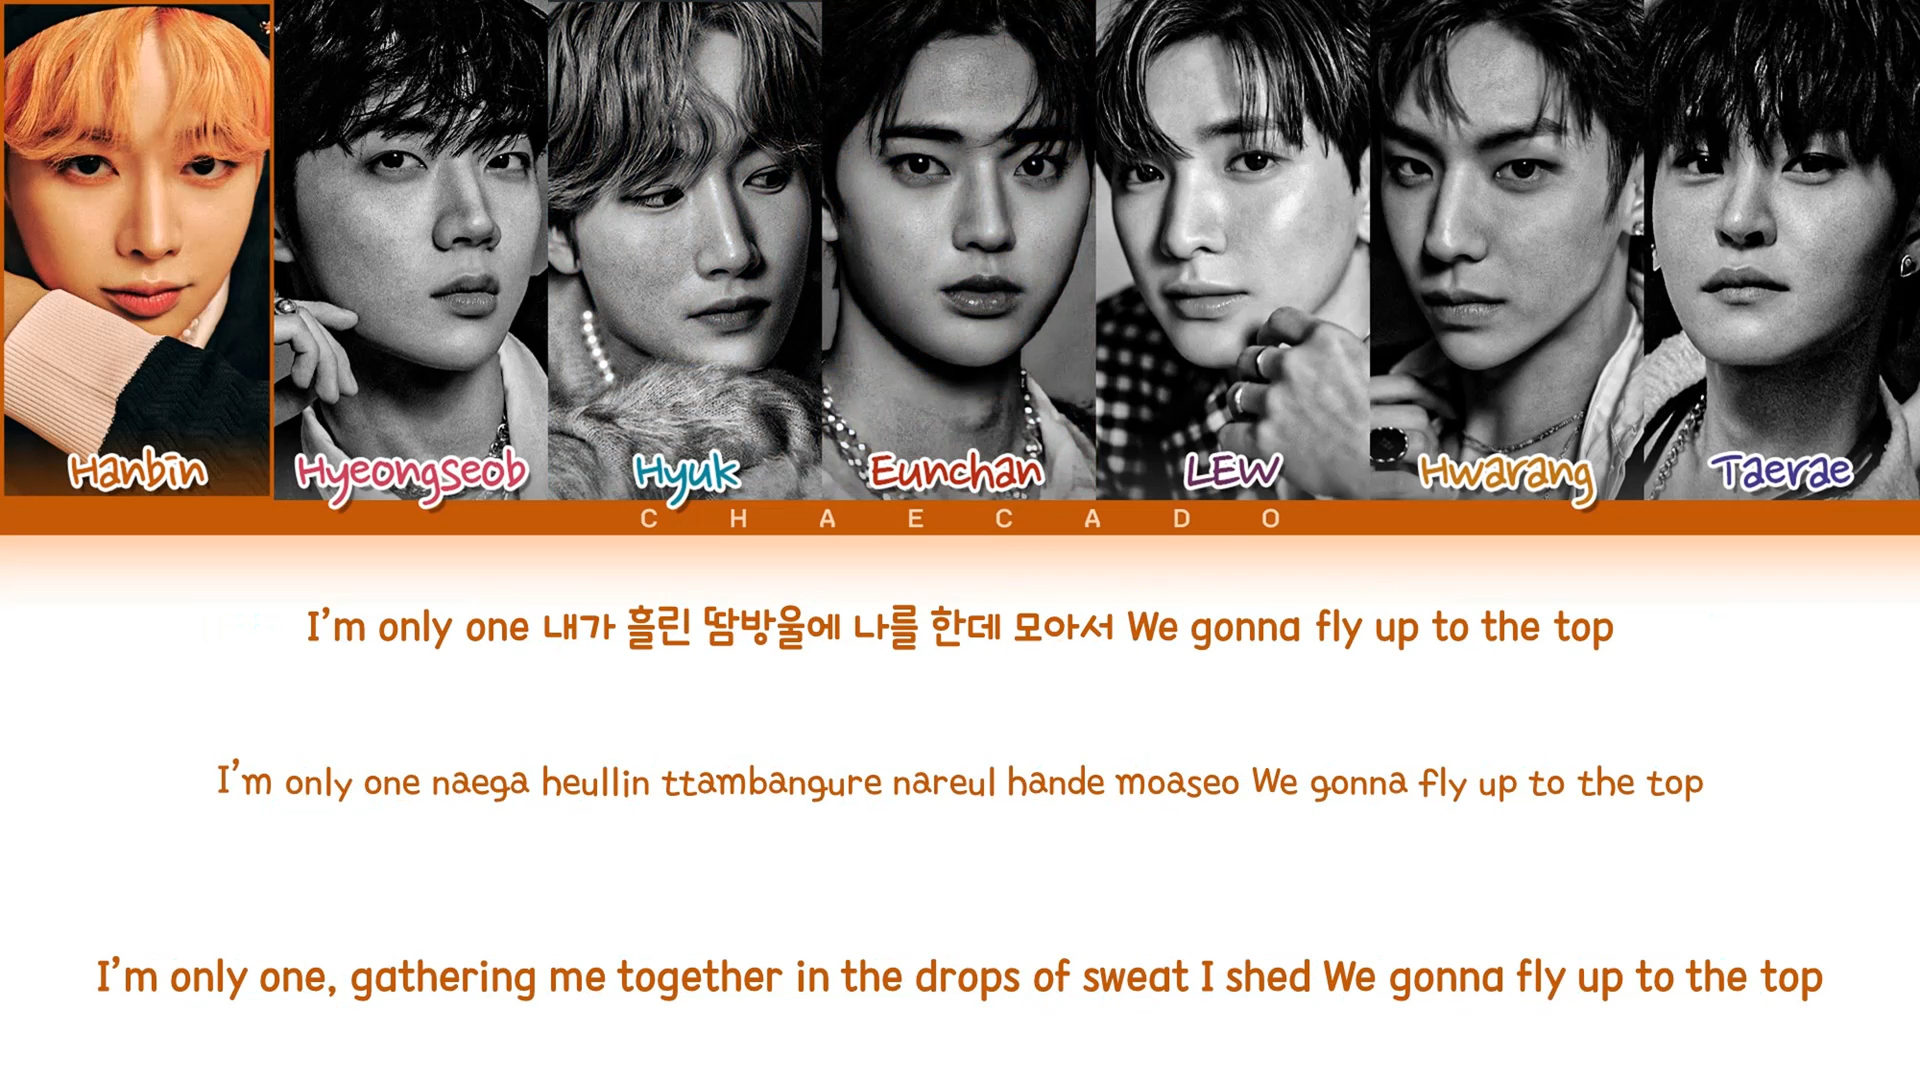 Hanbin Hyeongseob Hyuk Eunchan LEW Hwarang Taerae
CHAECADO
I'm only one 내가 흘린 땀방울에 나를 한데 모아서 We gonna fly up to the top
I'm only one naega heullin ttambangure nareul hande moaseo We gonna fly up to the top
I'm only one, gathering me together in the drops of sweat I shed We gonna fly up to the top